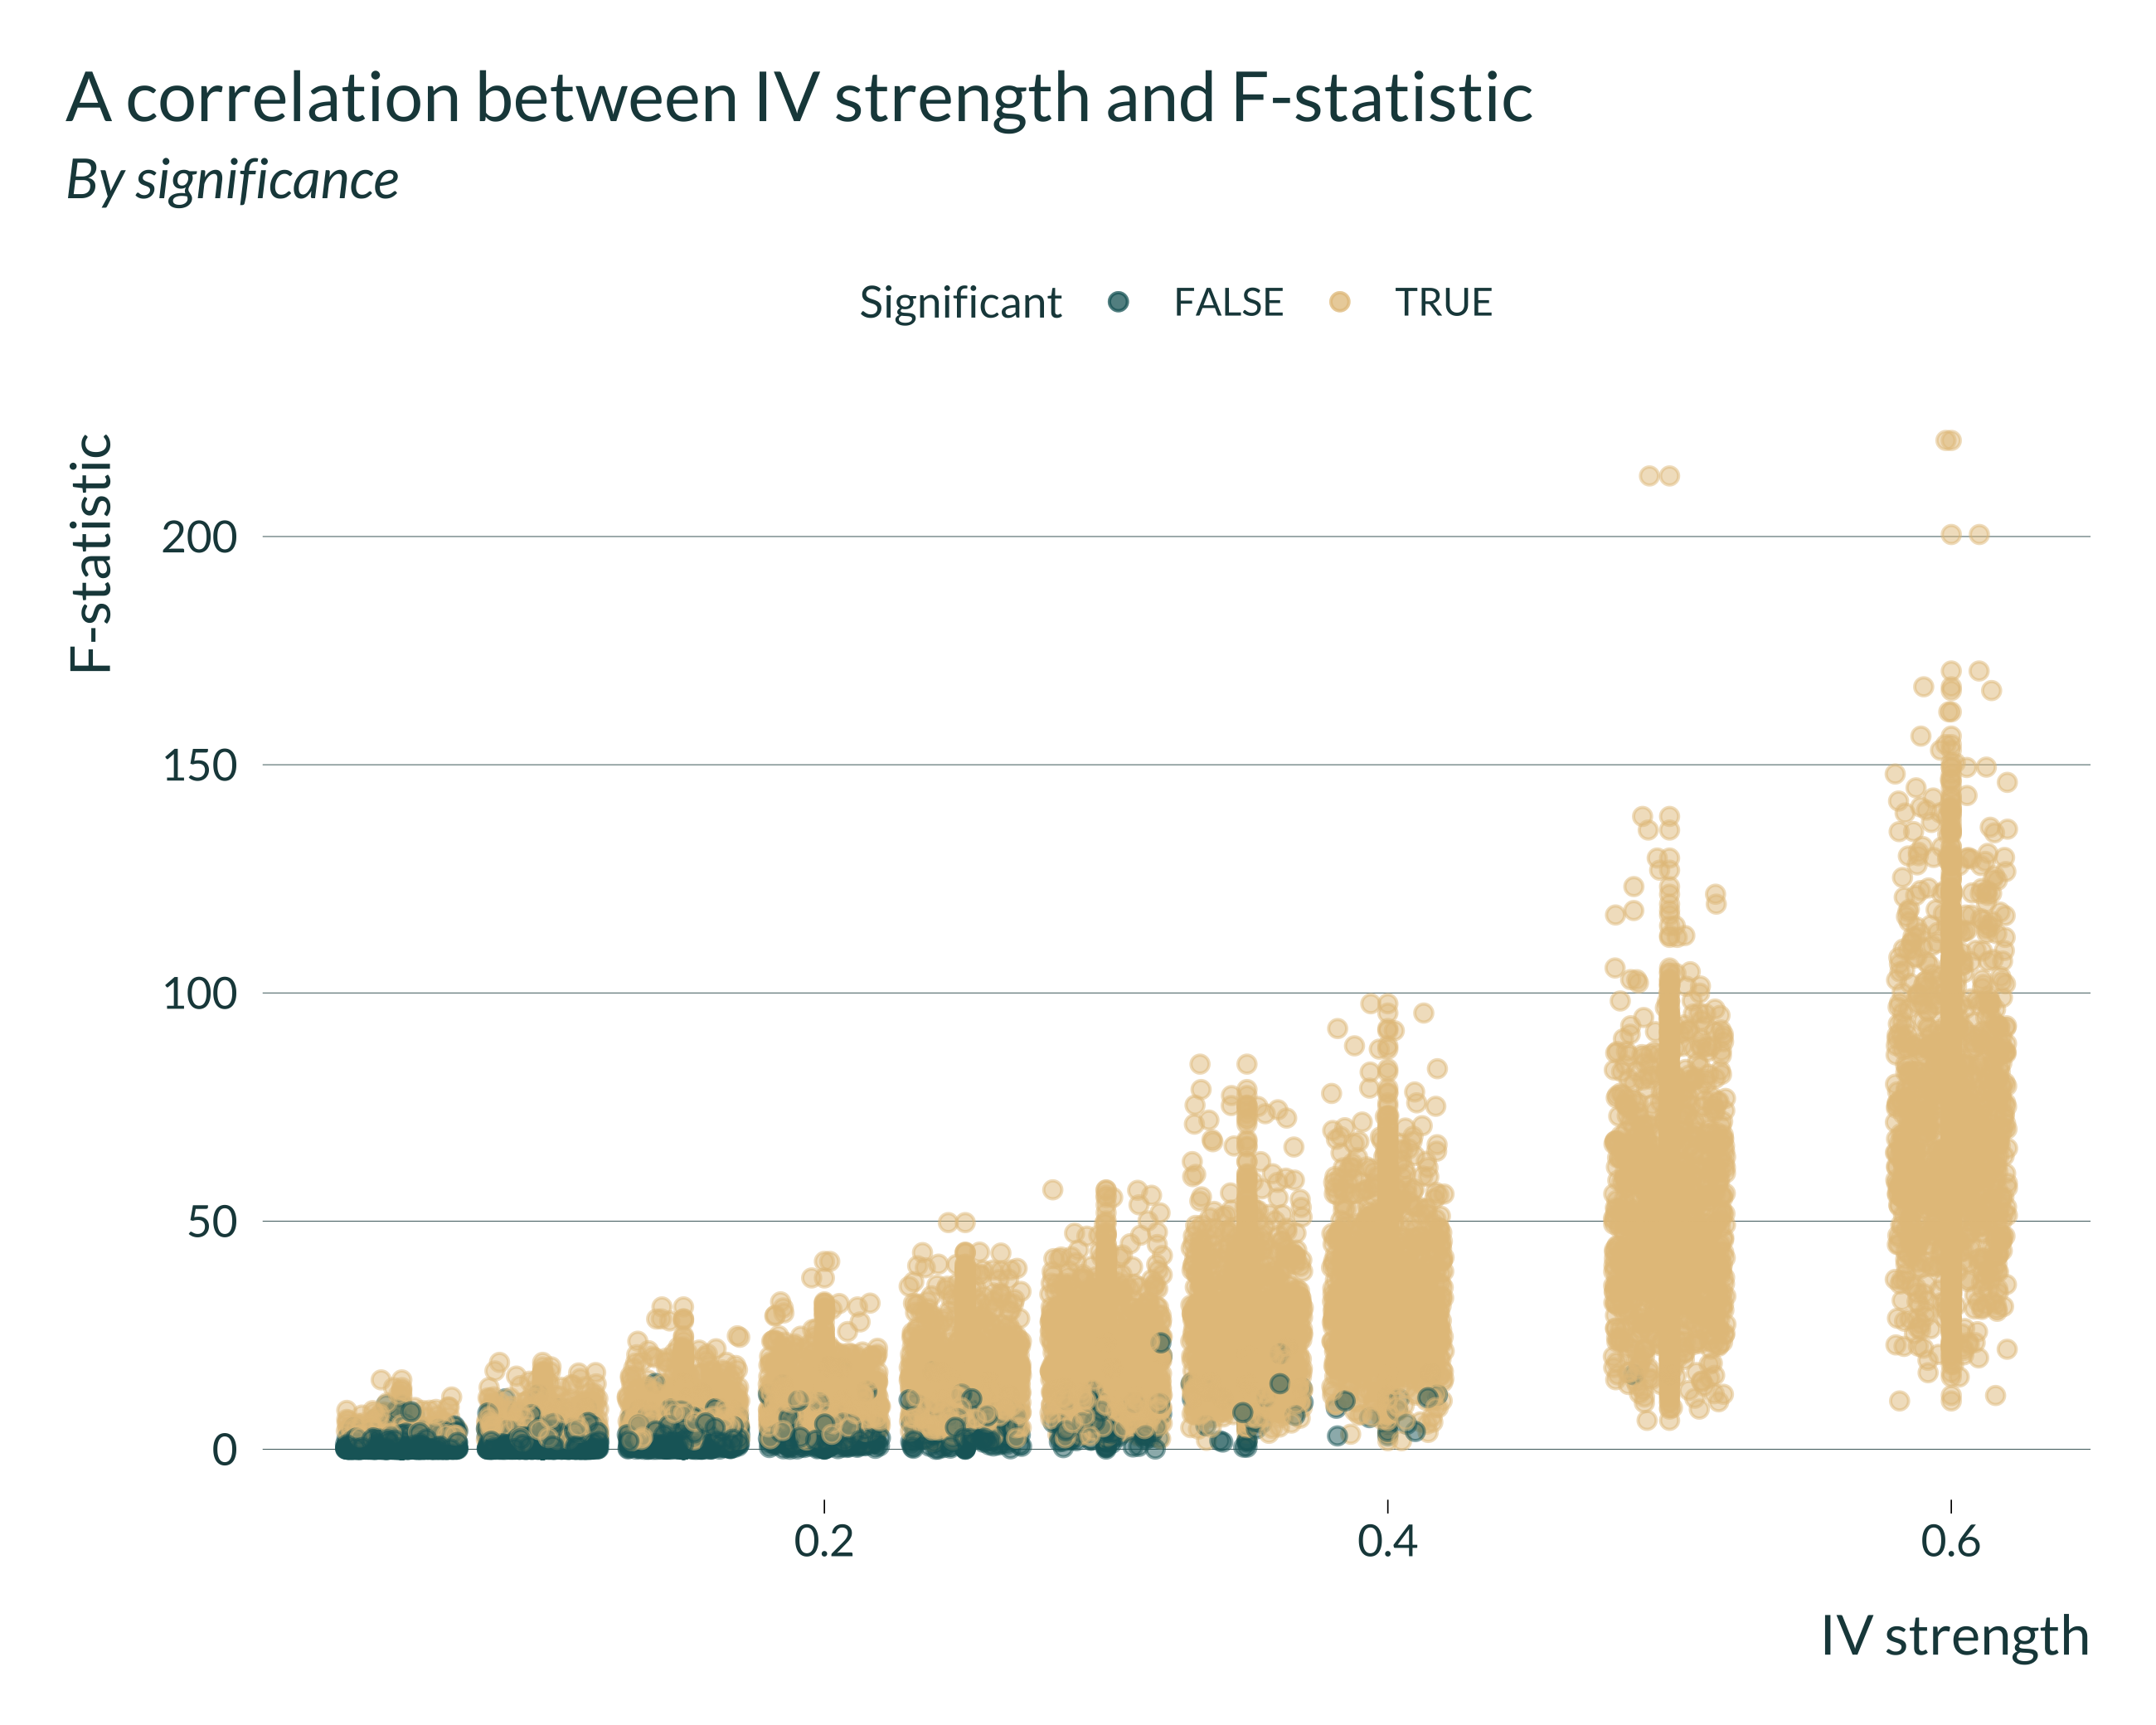 A correlation between IV strength and F-statistic
By significance
Significant FALSE TRUE
F-statistic
200
150
100
50
0
0.2 0.4 0.6
IV strength